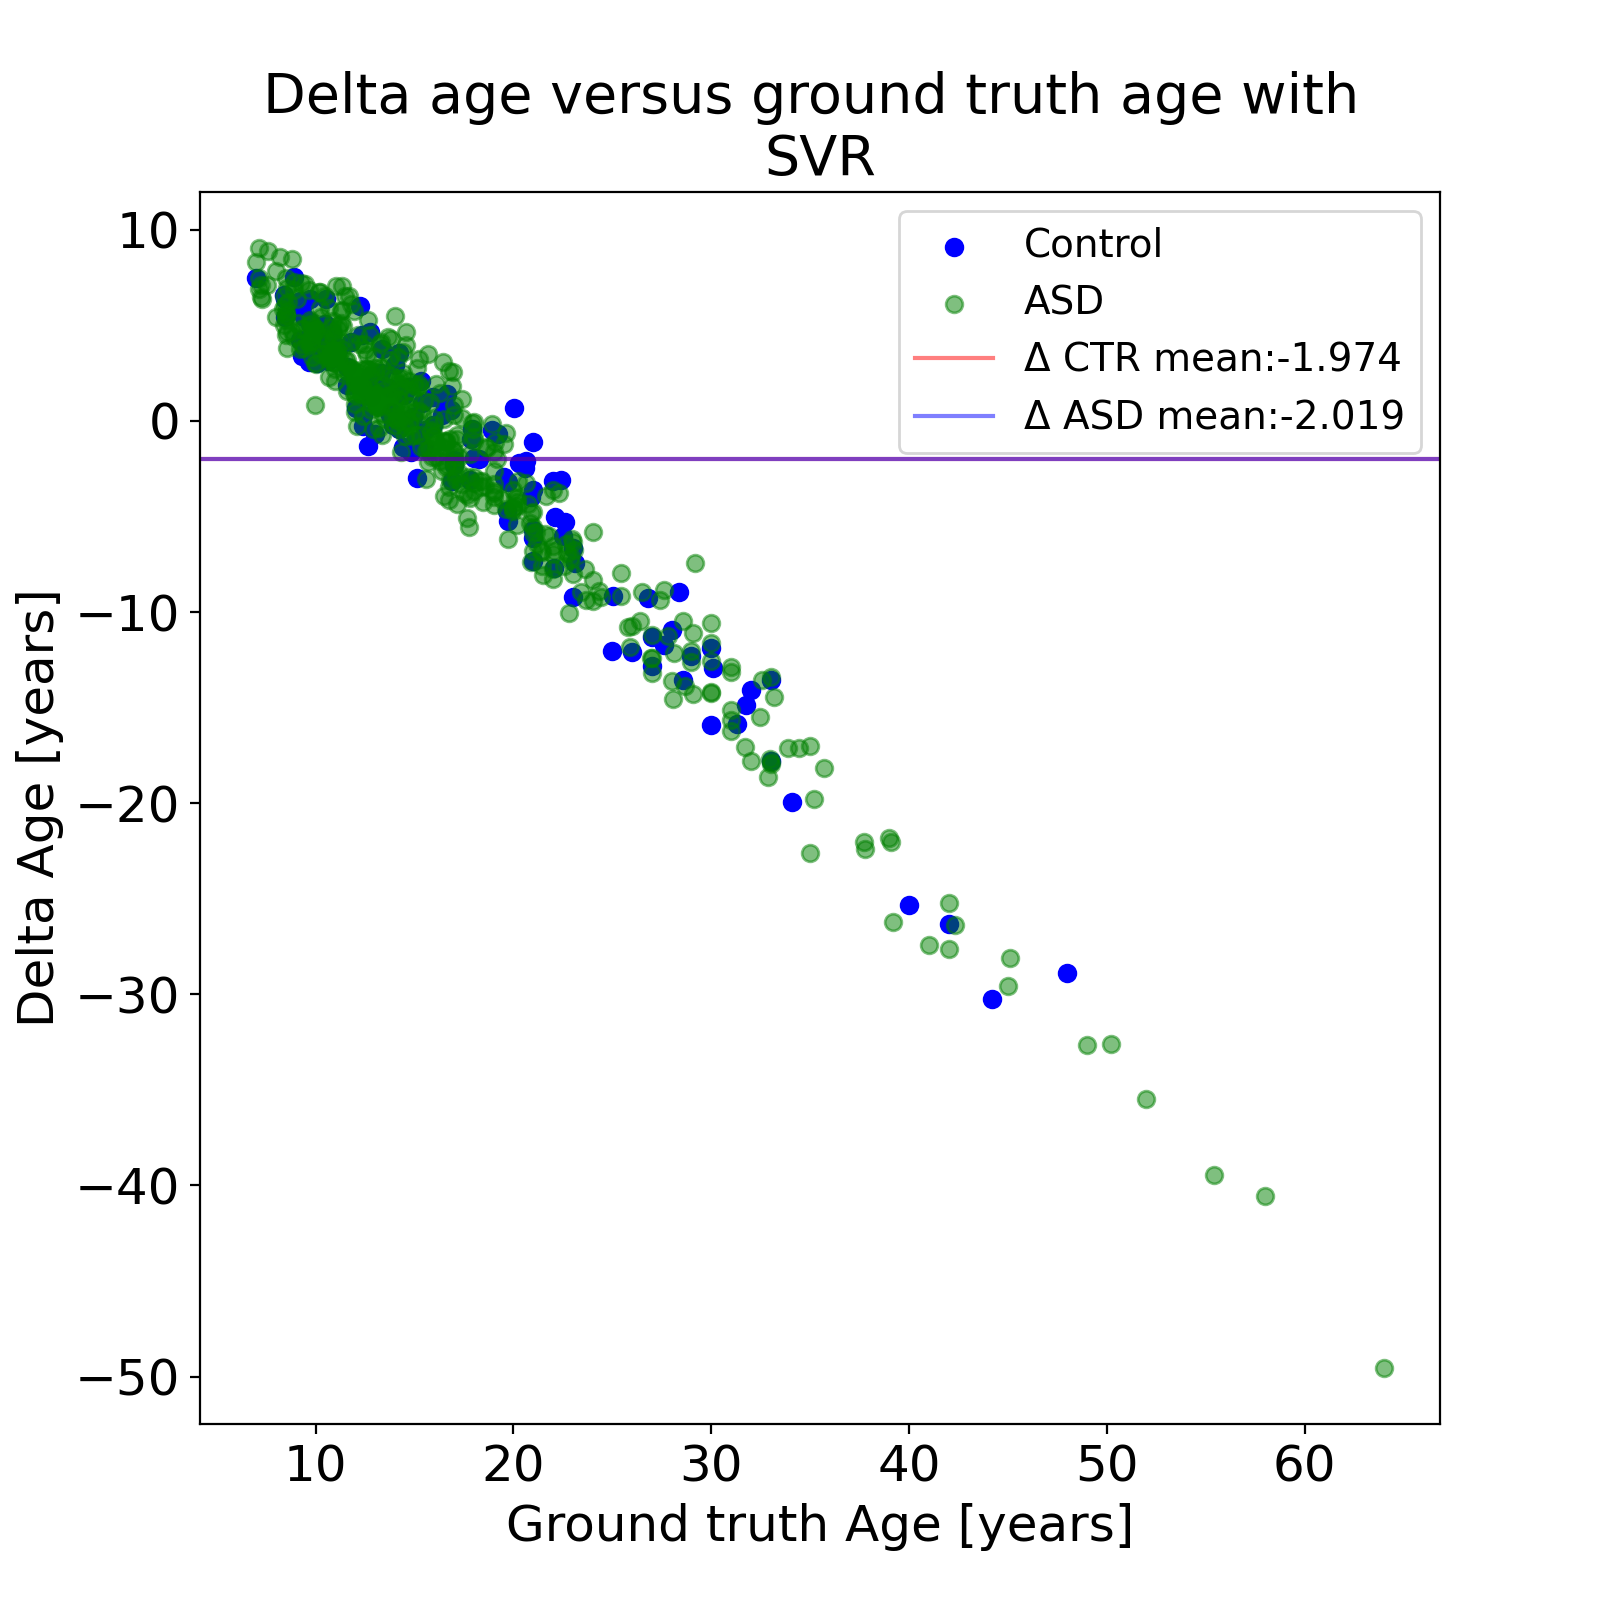 Delta age versus ground truth age with
SVR
Control
ASD
Δ CTR mean:-1.974
Δ ASD mean:-2.019
10
0
−10
−20
−30
−40
−50
Delta Age [years]
10 20 30 40 50 60
Ground truth Age [years]